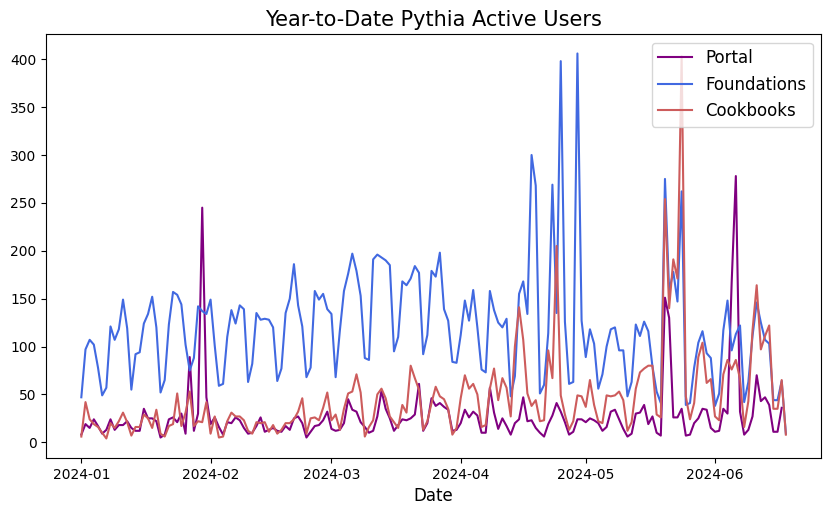 Year-to-Date Pythia Active Users
400
350
300
250
200
150
100
50
0
Portal
Foundations
Cookbooks
2024-01 2024-02 2024-03 2024-04 2024-05 2024-06
Date